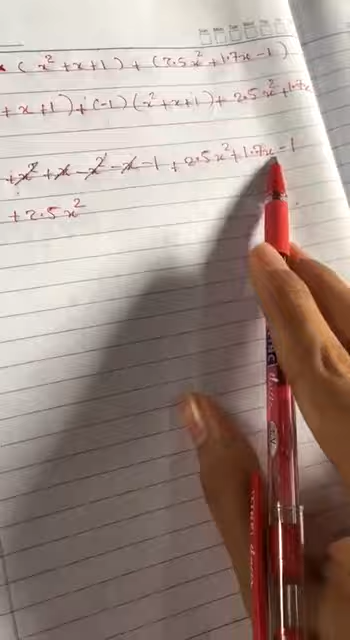 (x² + x + 1) + (2.5x² + 1.7x - 1)
+ x + 1) + (-1) (x² + x + 1) + 2.5x² + 1.7x
+ x² + x - x² - x - 1 + 2.5x² + 1.7x - 1
+ 2.5x²